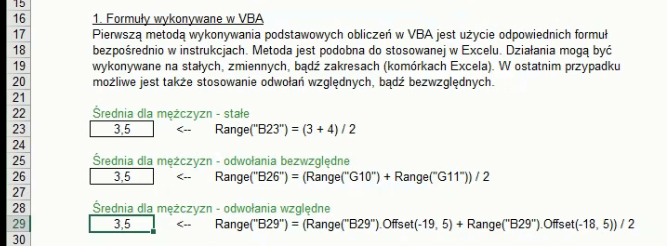 15
16 1. Formuły wykonywane w VBA
17 Pierwszą metodą wykonywania podstawowych obliczeń w VBA jest użycie odpowiednich formuł
18 bezpośrednio w instrukcjach. Metoda jest podobna do stosowanej w Excelu. Działania mogą być
19 wykonywane na stałych, zmiennych, bądź zakresach (komórkach Excela). W ostatnim przypadku
20 możliwe jest także stosowanie odwołań względnych, bądź bezwzględnych.
21
22 Średnia dla mężczyzn - stałe
23 3,5 <-- Range("B23") = (3 + 4) / 2
24
25 Średnia dla mężczyzn - odwołania bezwzględne
26 3,5 <-- Range("B26") = (Range("G10") + Range("G11")) / 2
27
28 Średnia dla mężczyzn - odwołania względne
29 3,5 <-- Range("B29") = (Range("B29").Offset(-19, 5) + Range("B29").Offset(-18, 5)) / 2
30